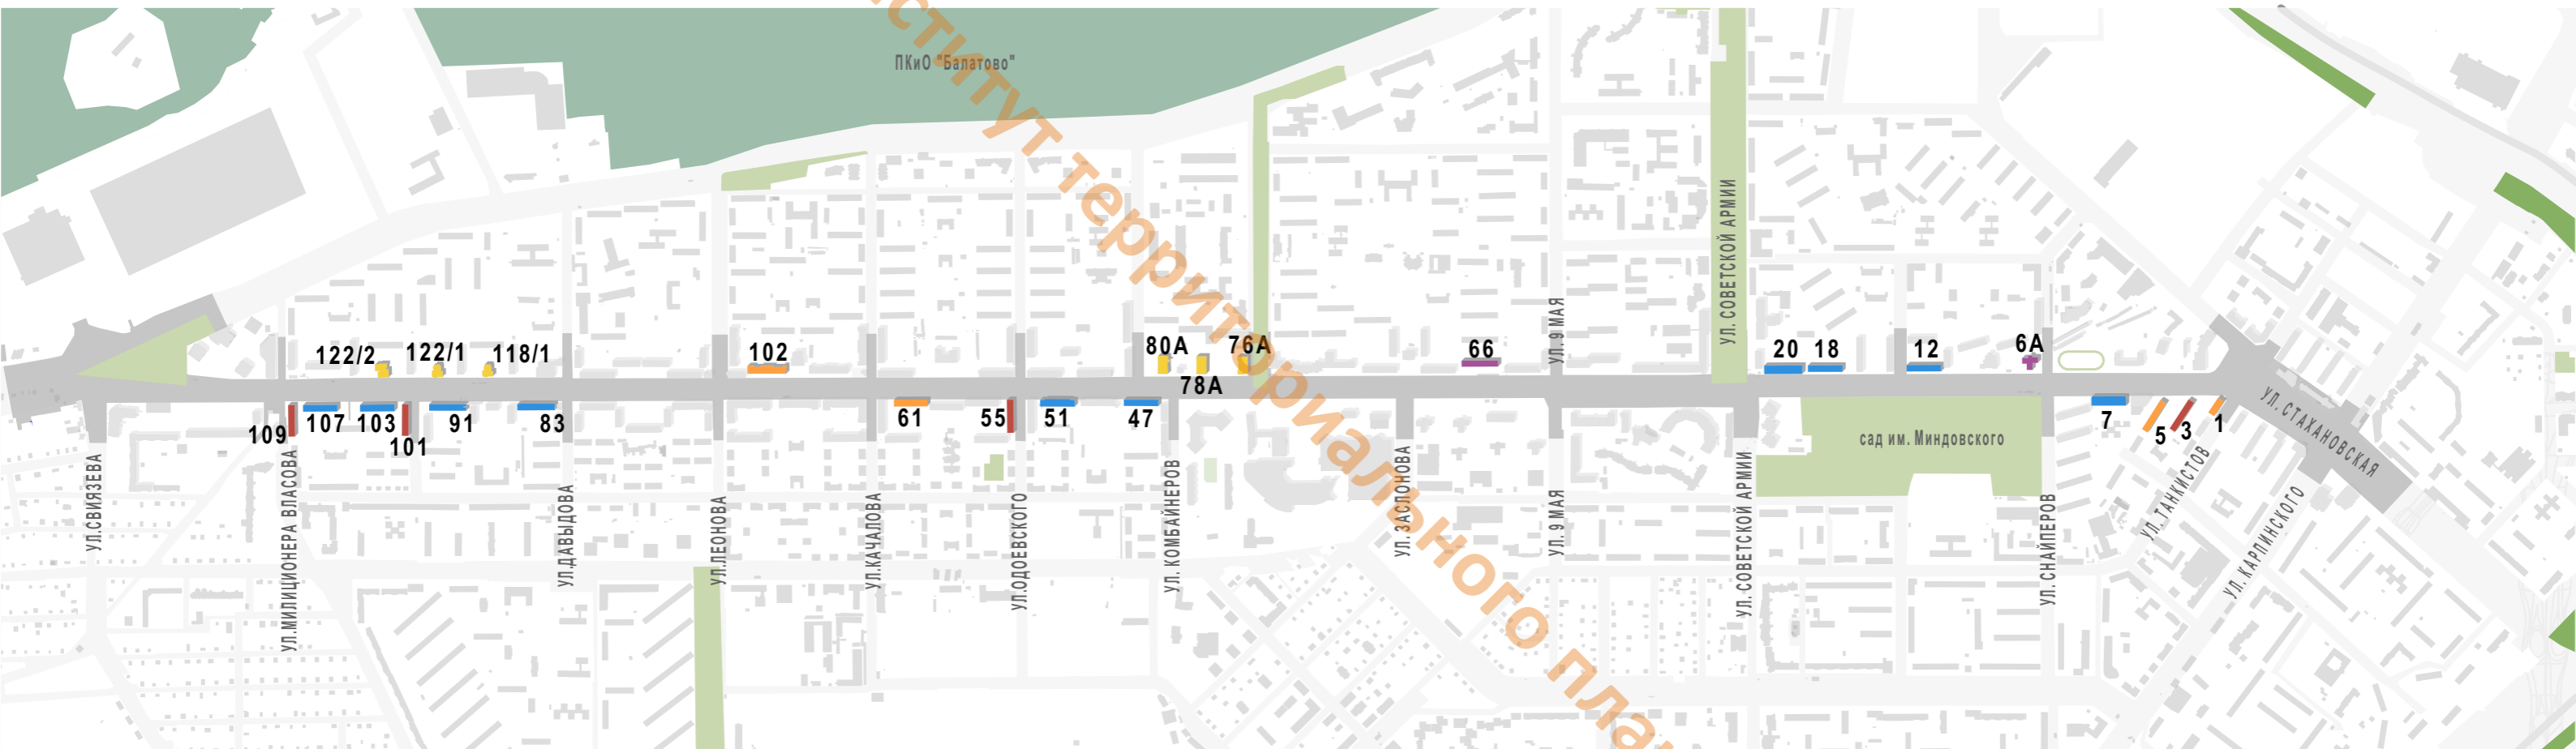 ПКиО "Балатово"
ститут территориального пла
УЛ. СОВЕТСКОЙ АРМИИ
УЛ. 9 МАЯ
122/2
122/1
118/1
102
80А
78А
76А
66
20
18
12
6А
109
107
103
101
91
83
61
55
51
47
7
5
3
1
сад им. Миндовского
УЛ. СТАХАНОВСКАЯ
УЛ.СВИЯЗЕВА
УЛ.МИЛИЦИОНЕРА ВЛАСОВА
УЛ.ДАВЫДОВА
УЛ.ЛЕОНОВА
УЛ.КАЧАЛОВА
УЛ.ОДОЕВСКОГО
УЛ. КОМБАЙНЕРОВ
УЛ. ЗАСЛОНОВА
УЛ. 9 МАЯ
УЛ. СОВЕТСКОЙ АРМИИ
УЛ. СНАЙПЕРОВ
УЛ. ТАНКИСТОВ
УЛ. КАРПИНСКОГО